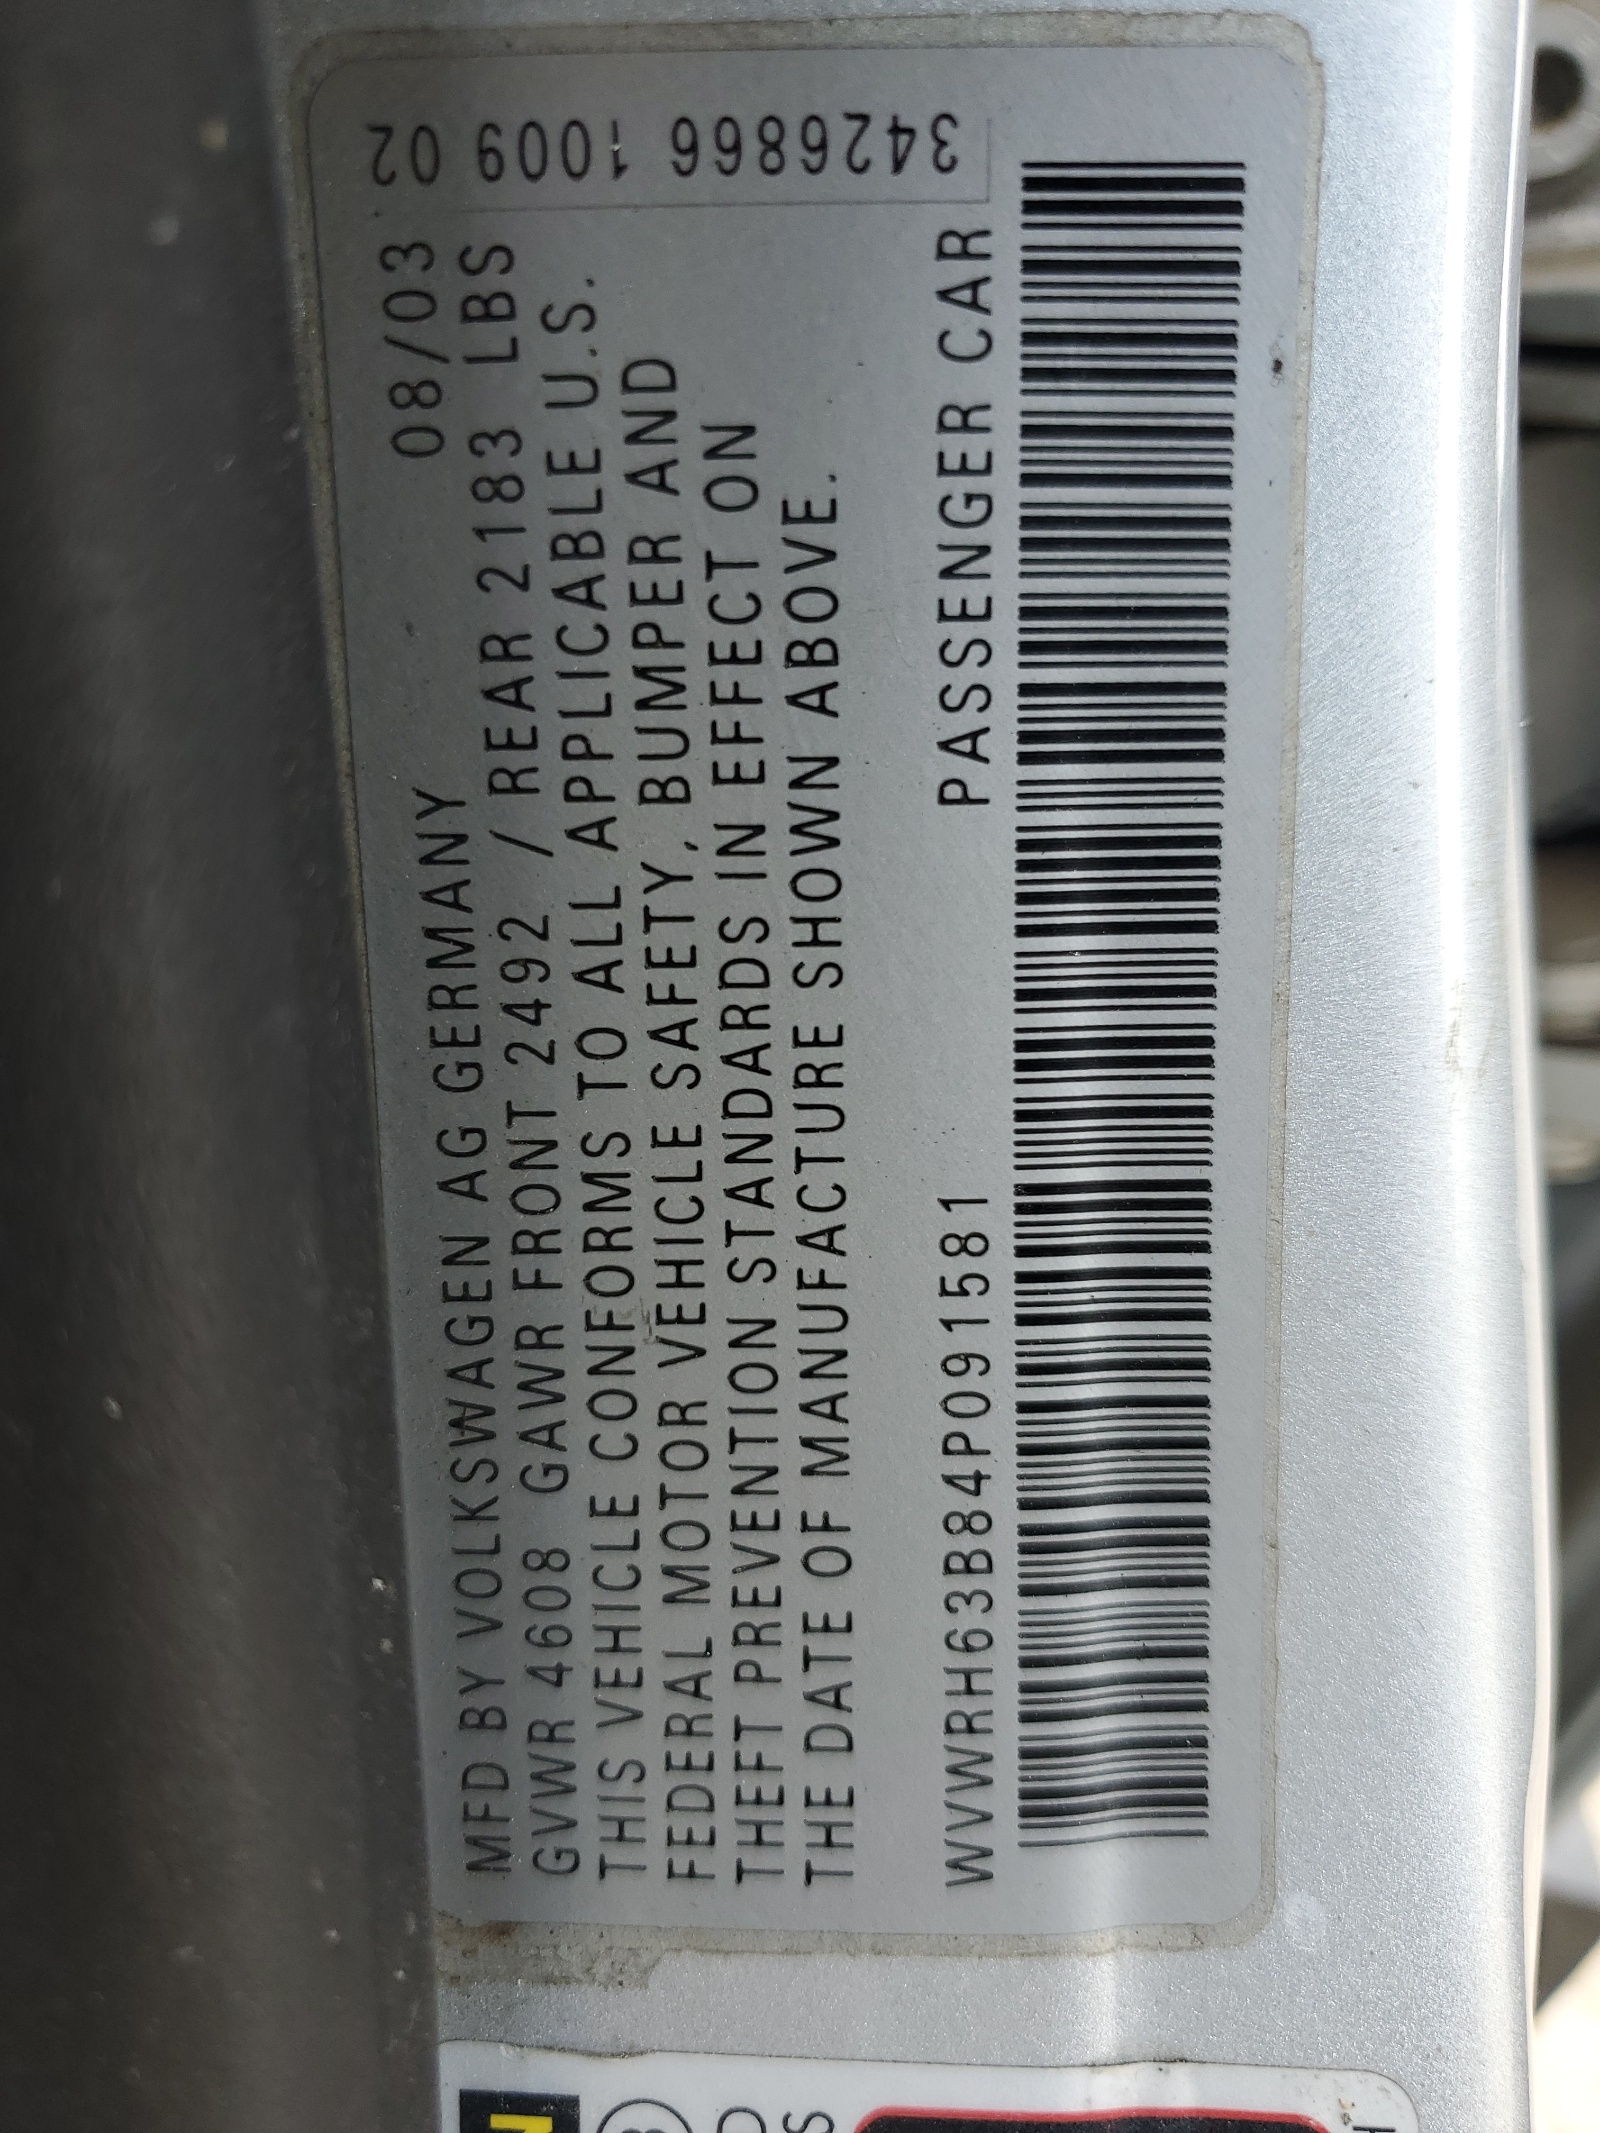 MFD BY VOLKSWAGEN AG GERMANY 08/03
GVWR 4608 GAWR FRONT 2492 / REAR 2183 LBS
THIS VEHICLE CONFORMS TO ALL APPLICABLE U.S.
FEDERAL MOTOR VEHICLE SAFETY, BUMPER AND
THEFT PREVENTION STANDARDS IN EFFECT ON
THE DATE OF MANUFACTURE SHOWN ABOVE.
WVWRH63B84P091581 PASSENGER CAR
3426866 1009 02